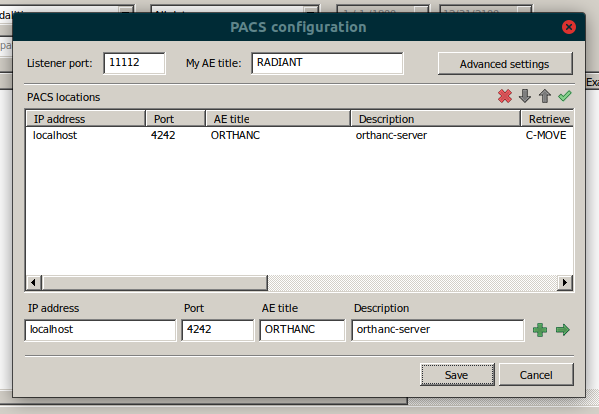 PACS configuration
Listener port: 11112 My AE title: RADIANT Advanced settings
PACS locations
IP address Port AE title Description Retrieve
localhost 4242 ORTHANC orthanc-server C-MOVE
IP address Port AE title Description
localhost 4242 ORTHANC orthanc-server
Save Cancel